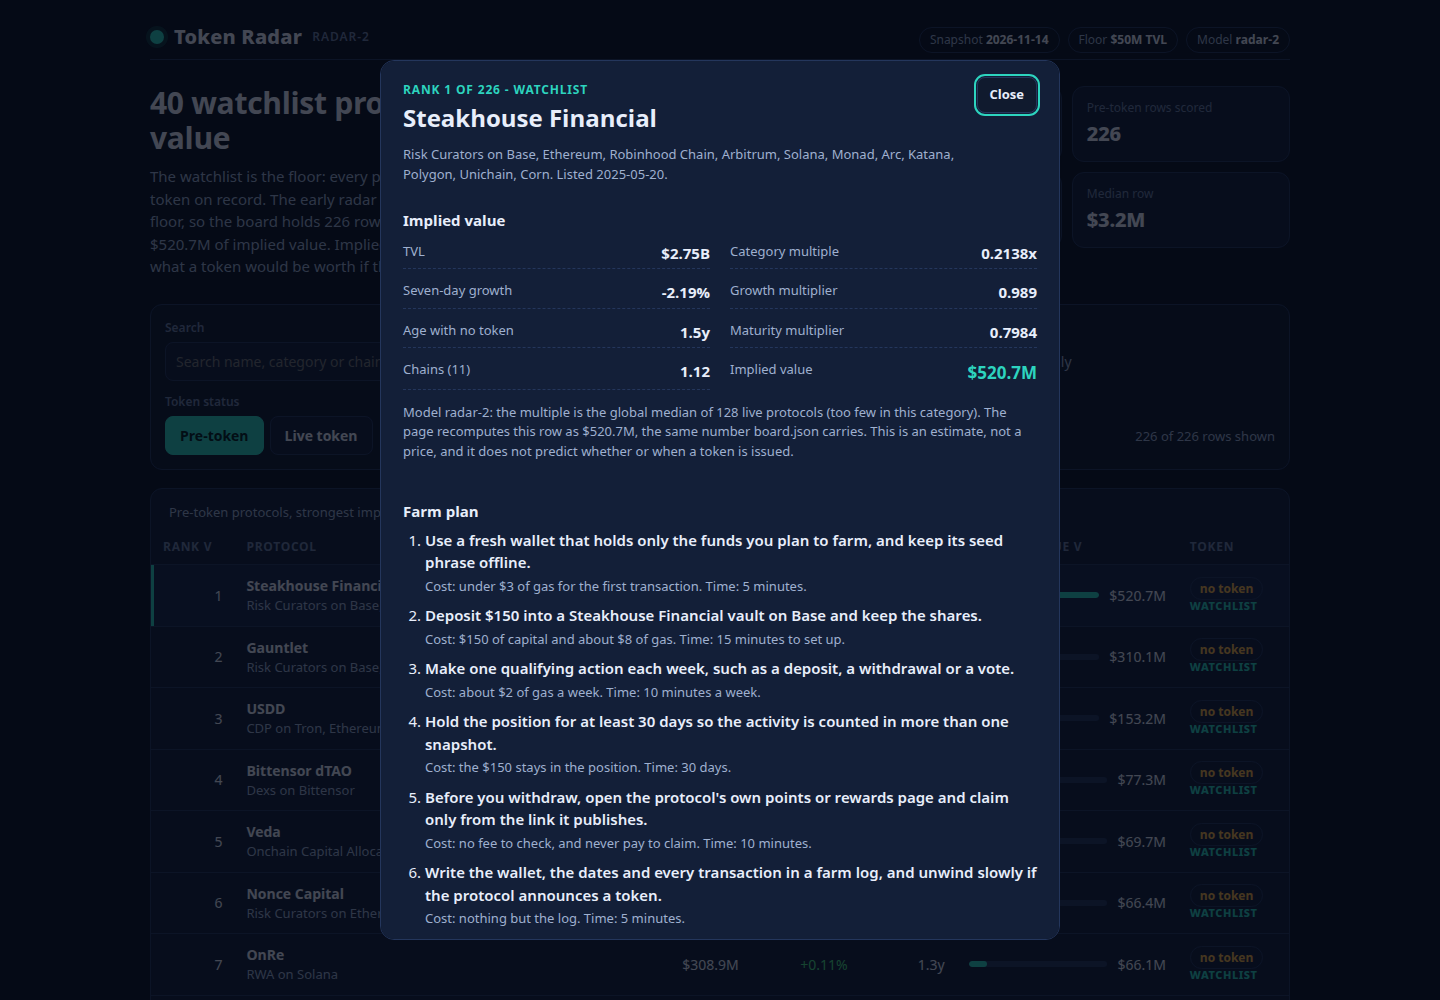 Token Radar RADAR-2
Snapshot 2026-11-14
Floor $50M TVL
Model radar-2
40 watchlist pro
value
The watchlist is the floor: every p
token on record. The early radar
floor, so the board holds 226 row
$520.7M of implied value. Implie
what a token would be worth if t
Pre-token rows scored
226
Median row
$3.2M
Search
Search name, category or chain
Token status
Pre-token
Live token
ly
226 of 226 rows shown
Pre-token protocols, strongest imp
RANK V PROTOCOL UE V TOKEN
1 Steakhouse Financi $520.7M no token
Risk Curators on Base WATCHLIST
2 Gauntlet $310.1M no token
Risk Curators on Base WATCHLIST
3 USDD $153.2M no token
CDP on Tron, Ethereu WATCHLIST
4 Bittensor dTAO $77.3M no token
Dexs on Bittensor WATCHLIST
5 Veda $69.7M no token
Onchain Capital Alloca WATCHLIST
6 Nonce Capital $66.4M no token
Risk Curators on Ether WATCHLIST
7 OnRe $308.9M +0.11% 1.3y $66.1M no token
RWA on Solana WATCHLIST
RANK 1 OF 226 - WATCHLIST
Close
Steakhouse Financial
Risk Curators on Base, Ethereum, Robinhood Chain, Arbitrum, Solana, Monad, Arc, Katana,
Polygon, Unichain, Corn. Listed 2025-05-20.
Implied value
TVL $2.75B Category multiple 0.2138x
Seven-day growth -2.19% Growth multiplier 0.989
Age with no token 1.5y Maturity multiplier 0.7984
Chains (11) 1.12 Implied value $520.7M
Model radar-2: the multiple is the global median of 128 live protocols (too few in this category). The
page recomputes this row as $520.7M, the same number board.json carries. This is an estimate, not a
price, and it does not predict whether or when a token is issued.
Farm plan
1. Use a fresh wallet that holds only the funds you plan to farm, and keep its seed
phrase offline.
Cost: under $3 of gas for the first transaction. Time: 5 minutes.
2. Deposit $150 into a Steakhouse Financial vault on Base and keep the shares.
Cost: $150 of capital and about $8 of gas. Time: 15 minutes to set up.
3. Make one qualifying action each week, such as a deposit, a withdrawal or a vote.
Cost: about $2 of gas a week. Time: 10 minutes a week.
4. Hold the position for at least 30 days so the activity is counted in more than one
snapshot.
Cost: the $150 stays in the position. Time: 30 days.
5. Before you withdraw, open the protocol's own points or rewards page and claim
only from the link it publishes.
Cost: no fee to check, and never pay to claim. Time: 10 minutes.
6. Write the wallet, the dates and every transaction in a farm log, and unwind slowly if
the protocol announces a token.
Cost: nothing but the log. Time: 5 minutes.